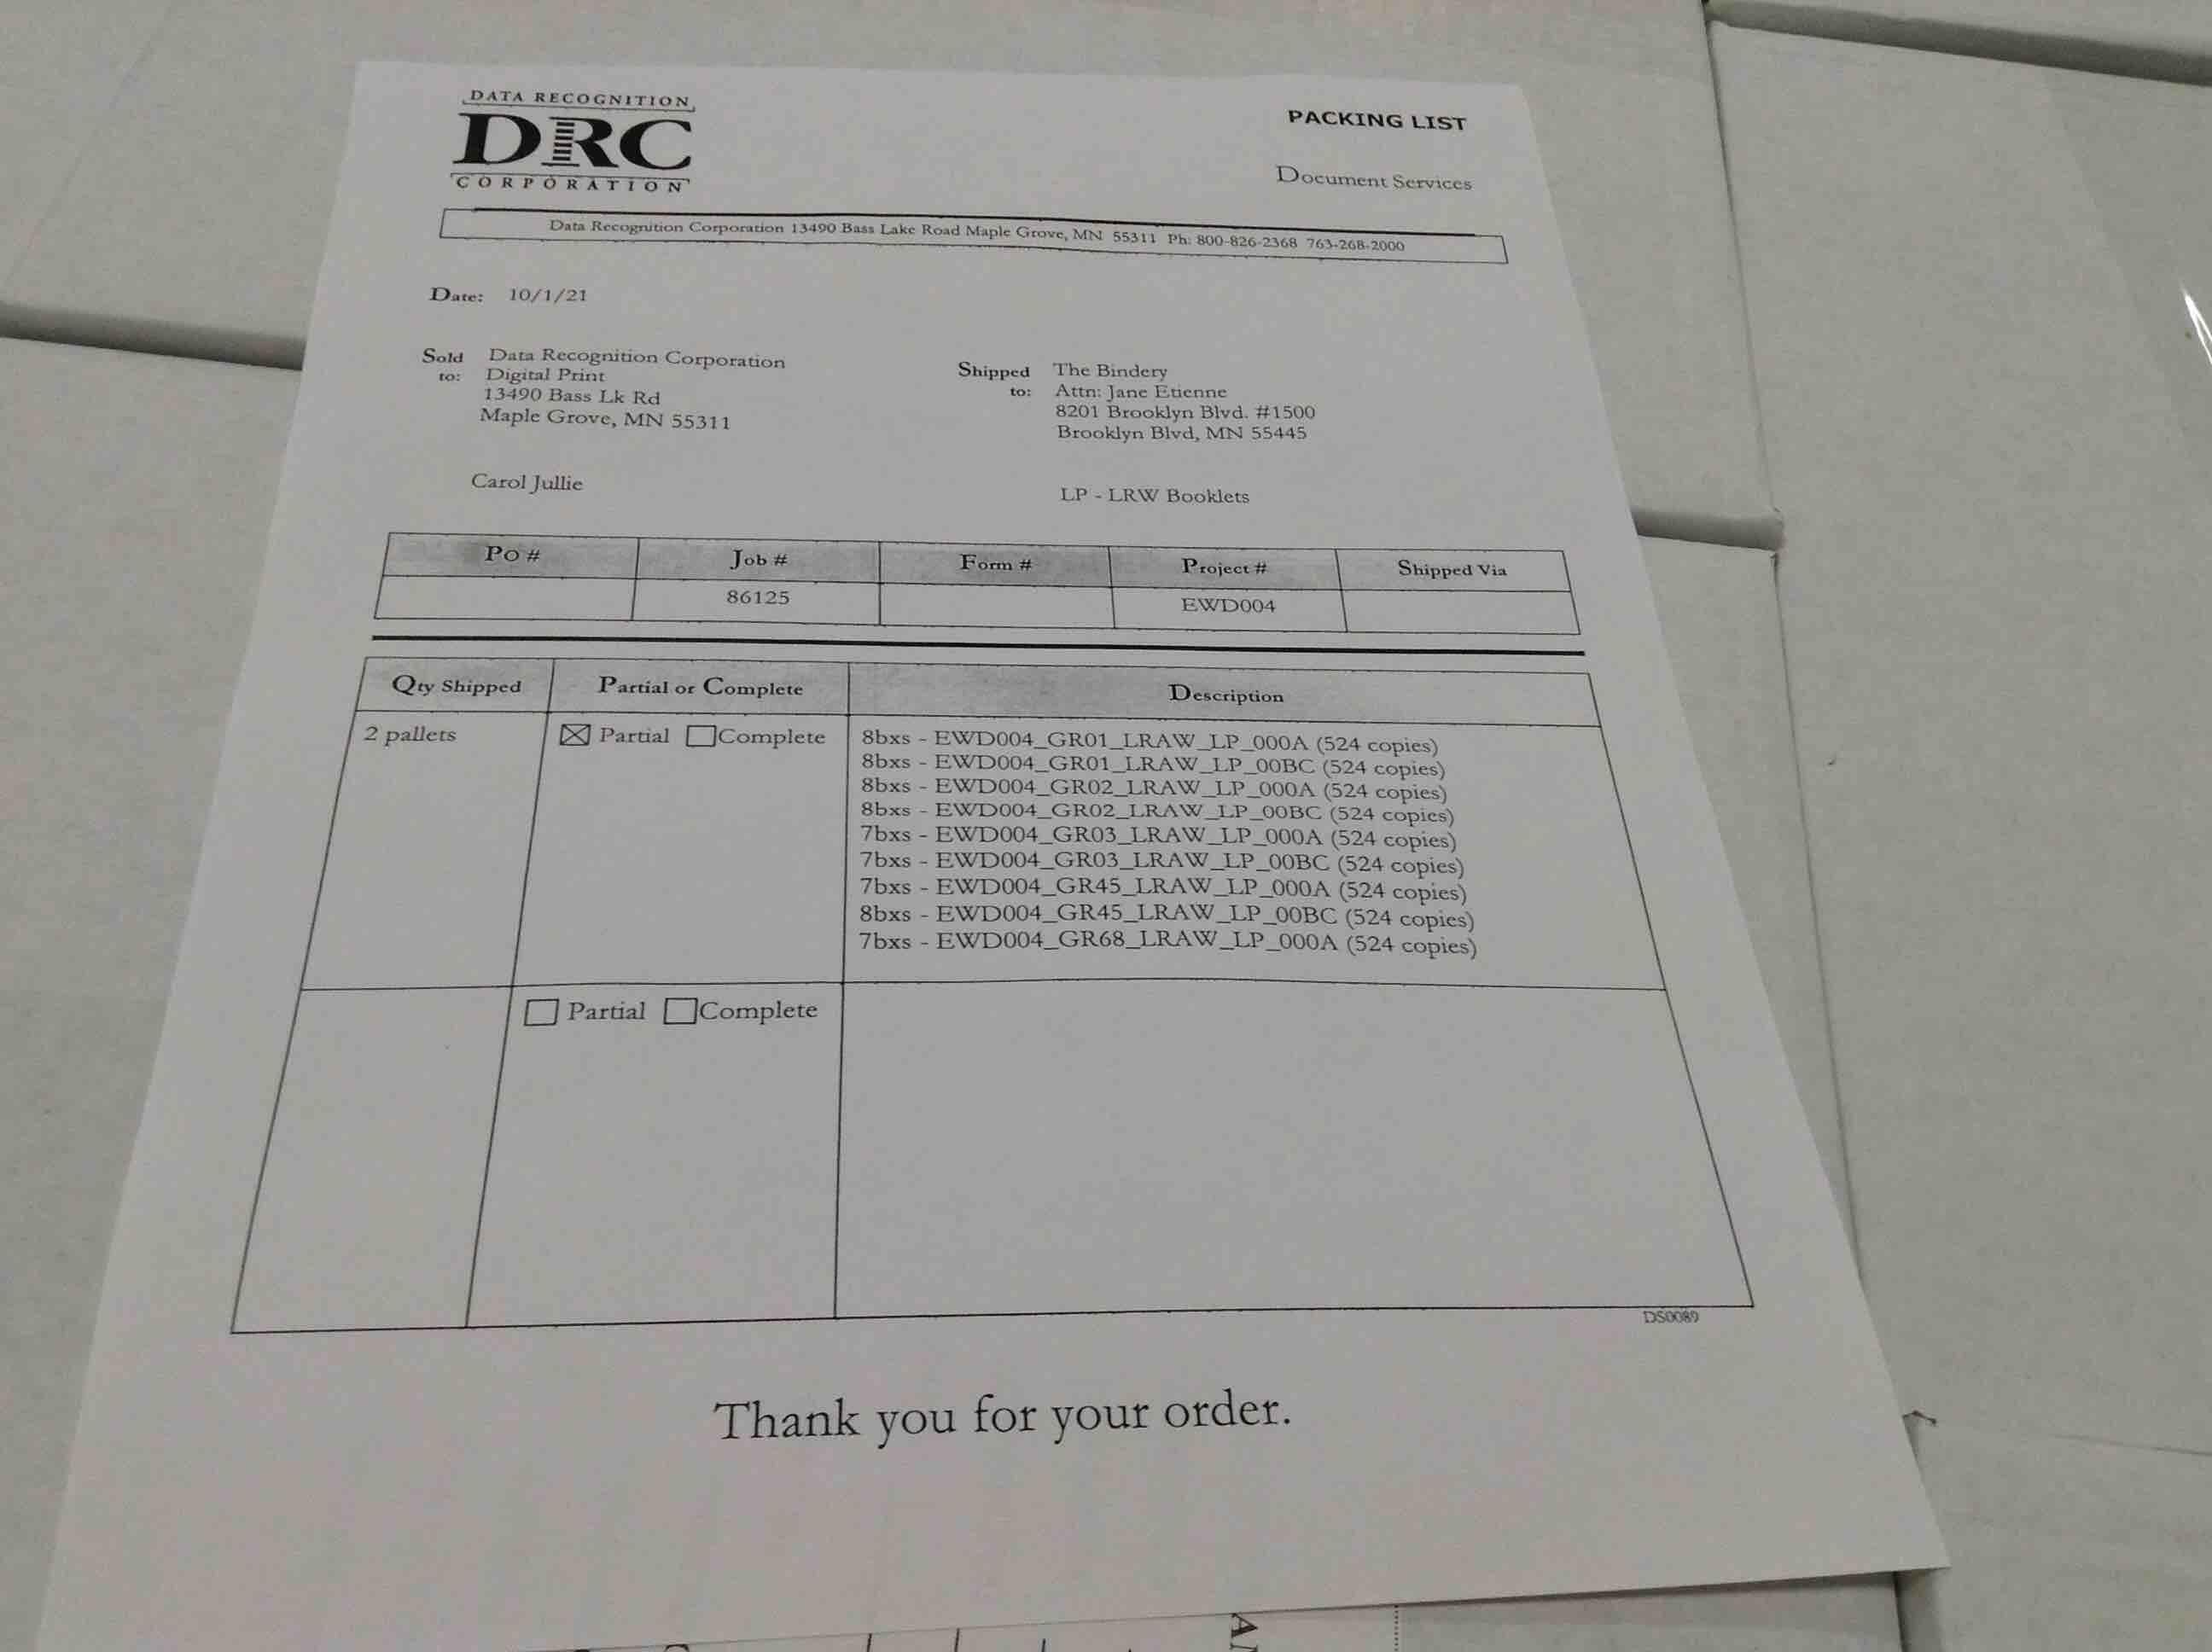 DATA RECOGNITION
DRC
CORPORATION
PACKING LIST
Document Services
Data Recognition Corporation 13490 Bass Lake Road Maple Grove, MN 55311 Ph: 800-826-2368 763-268-2000
Date: 10/1/21
Sold to: Data Recognition Corporation
Digital Print
13490 Bass Lk Rd
Maple Grove, MN 55311
Carol Jullie
Shipped to: The Bindery
Attn: Jane Etienne
8201 Brooklyn Blvd. #1500
Brooklyn Blvd, MN 55445
LP - LRW Booklets
PO # Job # Form # Project # Shipped Via
86125 EWD004
Qty Shipped Partial or Complete Description
2 pallets ☒ Partial ☐ Complete
8bxs - EWD004_GR01_LRAW_LP_000A (524 copies)
8bxs - EWD004_GR01_LRAW_LP_00BC (524 copies)
8bxs - EWD004_GR02_LRAW_LP_000A (524 copies)
8bxs - EWD004_GR02_LRAW_LP_00BC (524 copies)
7bxs - EWD004_GR03_LRAW_LP_000A (524 copies)
7bxs - EWD004_GR03_LRAW_LP_00BC (524 copies)
7bxs - EWD004_GR45_LRAW_LP_000A (524 copies)
8bxs - EWD004_GR45_LRAW_LP_00BC (524 copies)
7bxs - EWD004_GR68_LRAW_LP_000A (524 copies)
☐ Partial ☐ Complete
DS0089
Thank you for your order.